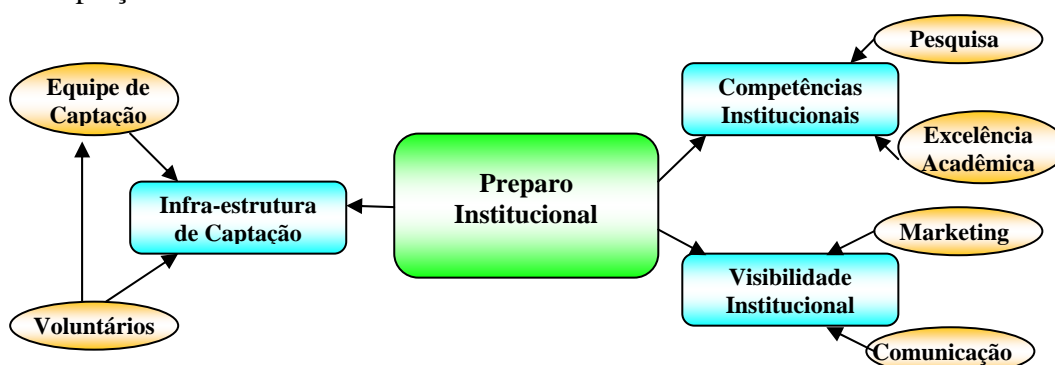 Pesquisa
Equipe de
Captação
Competências
Institucionais
Excelência
Acadêmica
Preparo
Institucional
Infra-estrutura
de Captação
Marketing
Visibilidade
Institucional
Voluntários
Comunicação